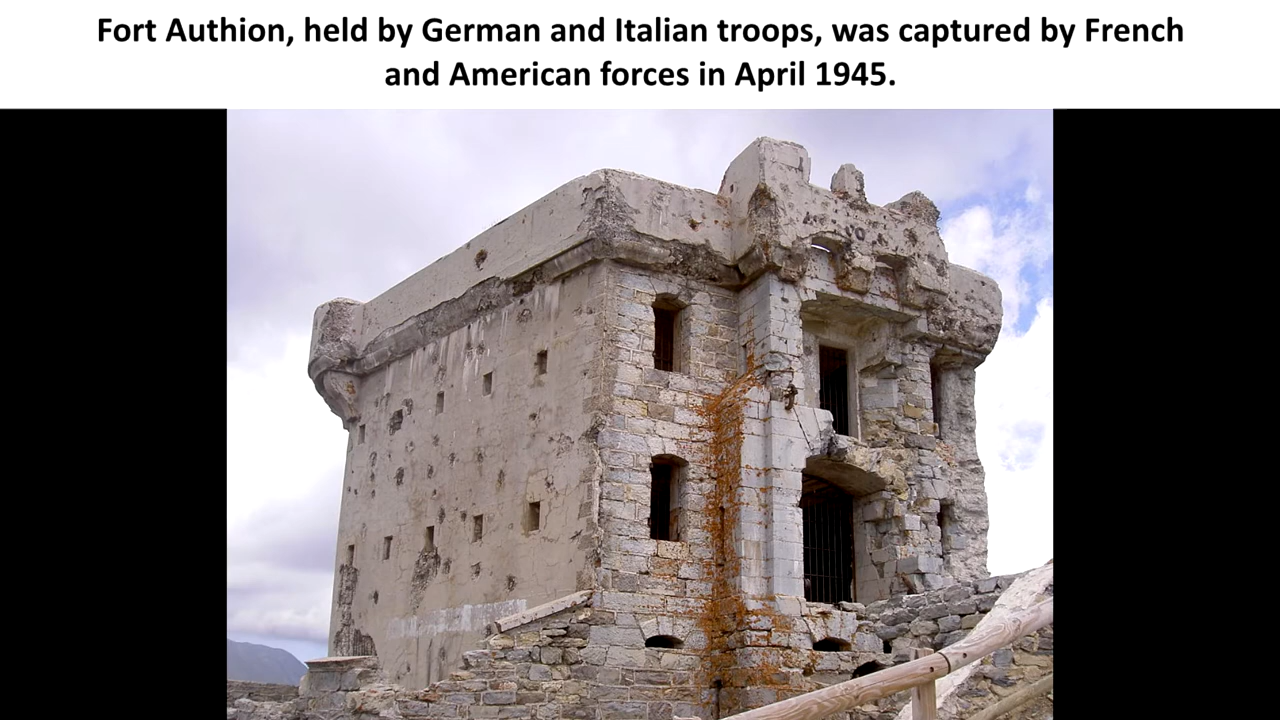 Fort Authion, held by German and Italian troops, was captured by French
and American forces in April 1945.